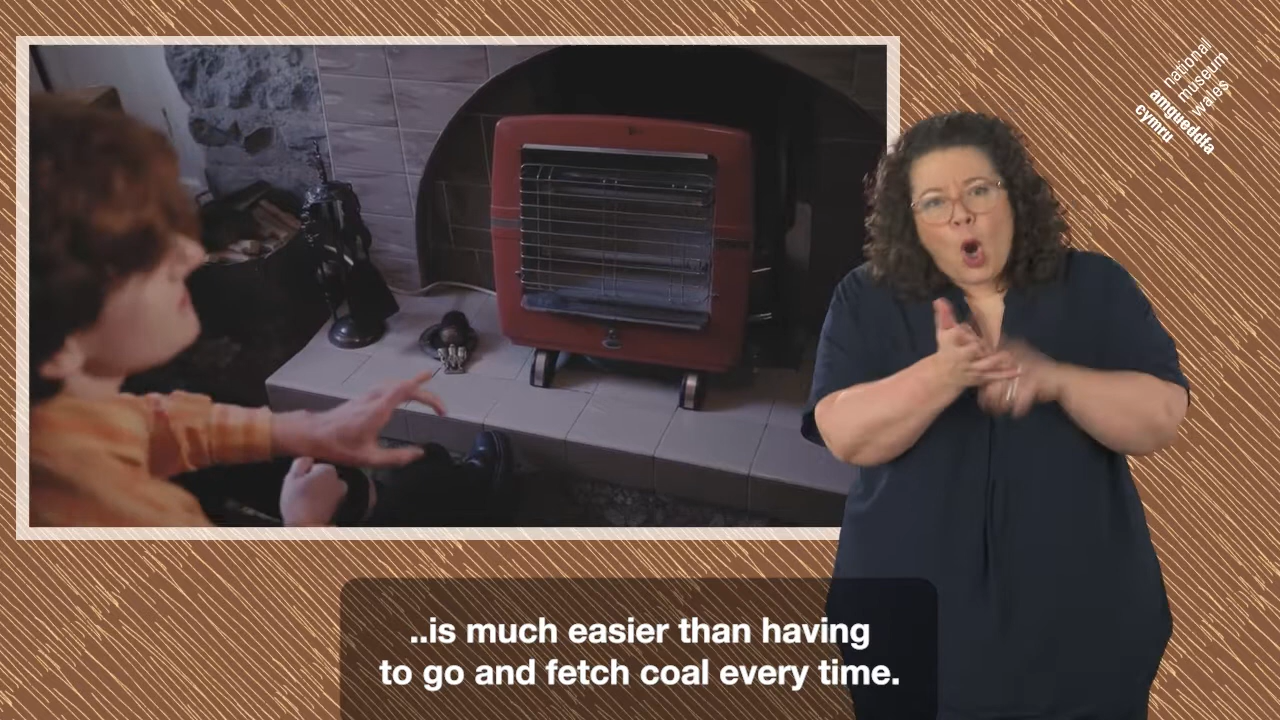 national
museum
wales
amgueddfa
cymru
..is much easier than having
to go and fetch coal every time.